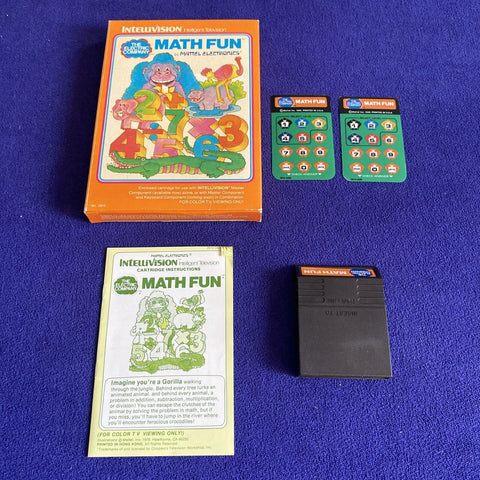 INTELLIVISION Intelligent Television
THE ELECTRIC COMPANY
MATH FUN
by MATTEL ELECTRONICS
Enclosed cartridge for use with INTELLIVISION Master
Component (available now) alone, or with Master Component
and Keyboard Component (coming soon) in Combination.
FOR COLOR TV VIEWING ONLY!
MATH FUN
MATH FUN
MATTEL ELECTRONICS
INTELLIVISION Intelligent Television
CARTRIDGE INSTRUCTIONS
THE ELECTRIC COMPANY
MATH FUN
Imagine you're a Gorilla walking
through the jungle. Behind every tree lurks an
animated animal, and behind every animal, a
problem in addition, subtraction, multiplication,
or division! You can escape the clutches of the
animal by solving the problem in math, but if
you miss, you'll have to jump in the river where
you'll encounter ferocious crocodiles!
(FOR COLOR TV VIEWING ONLY!)
PRINTED IN HONG KONG. All Rights Reserved.
MATH FUN